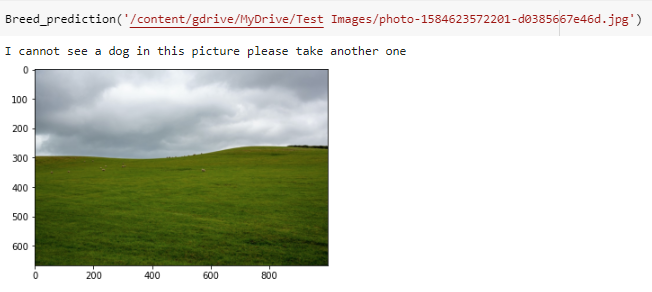 Breed_prediction('/content/gdrive/MyDrive/Test Images/photo-1584623572201-d0385667e46d.jpg')
I cannot see a dog in this picture please take another one
0
100
200
300
400
500
600
0 200 400 600 800